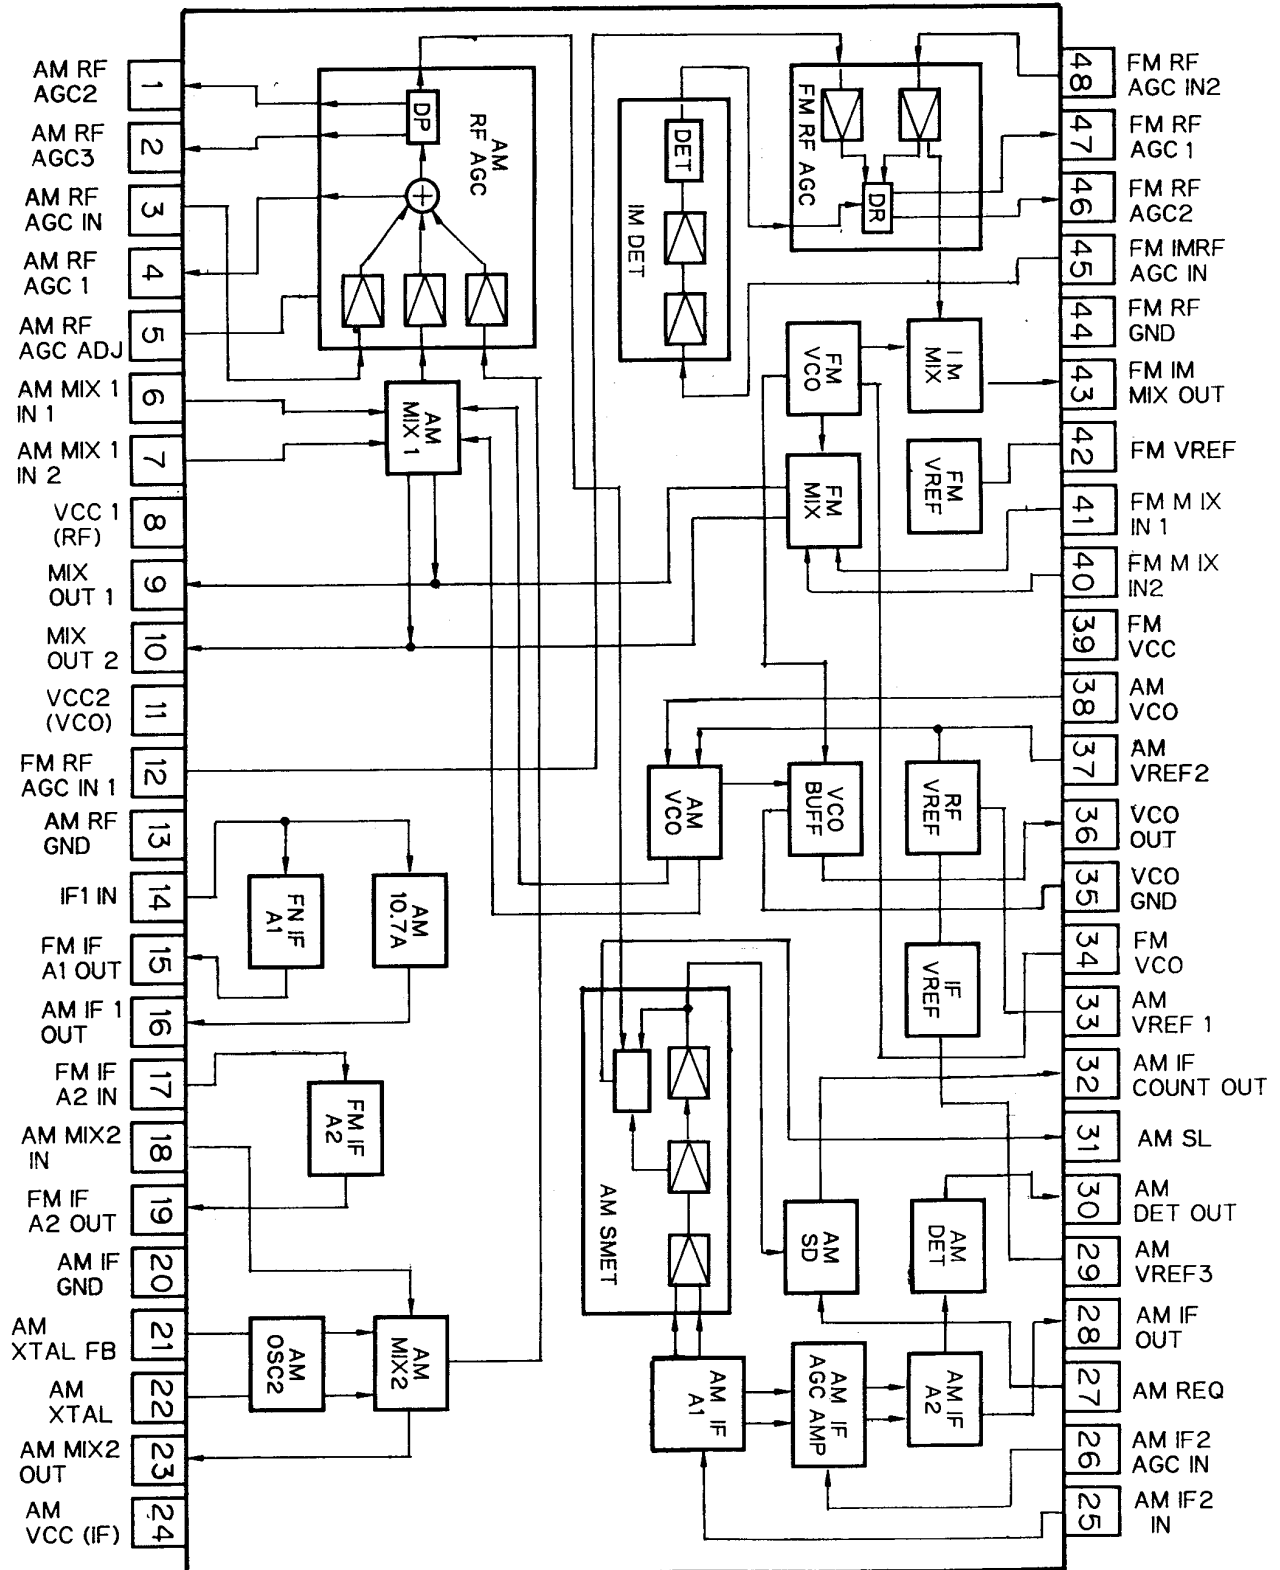 AM RF
AGC2
1
AM RF
AGC3
2
AM RF
AGC IN
3
AM RF
AGC 1
4
AM RF
AGC ADJ
5
AM MIX 1
IN 1
6
AM MIX 1
IN 2
7
VCC 1
(RF)
8
MIX
OUT 1
9
MIX
OUT 2
10
VCC2
(VCO)
11
FM RF
AGC IN 1
12
AM RF
GND
13
IF1 IN
14
FM IF
A1 OUT
15
AM IF 1
OUT
16
FM IF
A2 IN
17
AM MIX2
IN
18
FM IF
A2 OUT
19
AM IF
GND
20
AM
XTAL FB
21
AM
XTAL
22
AM MIX2
OUT
23
AM
VCC (IF)
24
AM
RF AGC
DP
AM
MIX 1
FN IF
A1
AM
10.7A
FM IF
A2
AM
OSC2
AM
MIX2
IM DET
DET
FM RF AGC
DR
FM
VCO
I M
MIX
FM
MIX
FM
VREF
AM
VCO
VCO
BUFF
RF
VREF
IF
VREF
AM SMET
AM
SD
AM
DET
AM IF
A1
AM IF
AGC AMP
AM IF
A2
48
FM RF
AGC IN2
47
FM RF
AGC 1
46
FM RF
AGC2
45
FM IMRF
AGC IN
44
FM RF
GND
43
FM IM
MIX OUT
42
FM VREF
41
FM M IX
IN 1
40
FM M IX
IN2
39
FM
VCC
38
AM
VCO
37
AM
VREF2
36
VCO
OUT
35
VCO
GND
34
FM
VCO
33
AM
VREF 1
32
AM IF
COUNT OUT
31
AM SL
30
AM
DET OUT
29
AM
VREF3
28
AM IF
OUT
27
AM REQ
26
AM IF2
AGC IN
25
AM IF2
IN